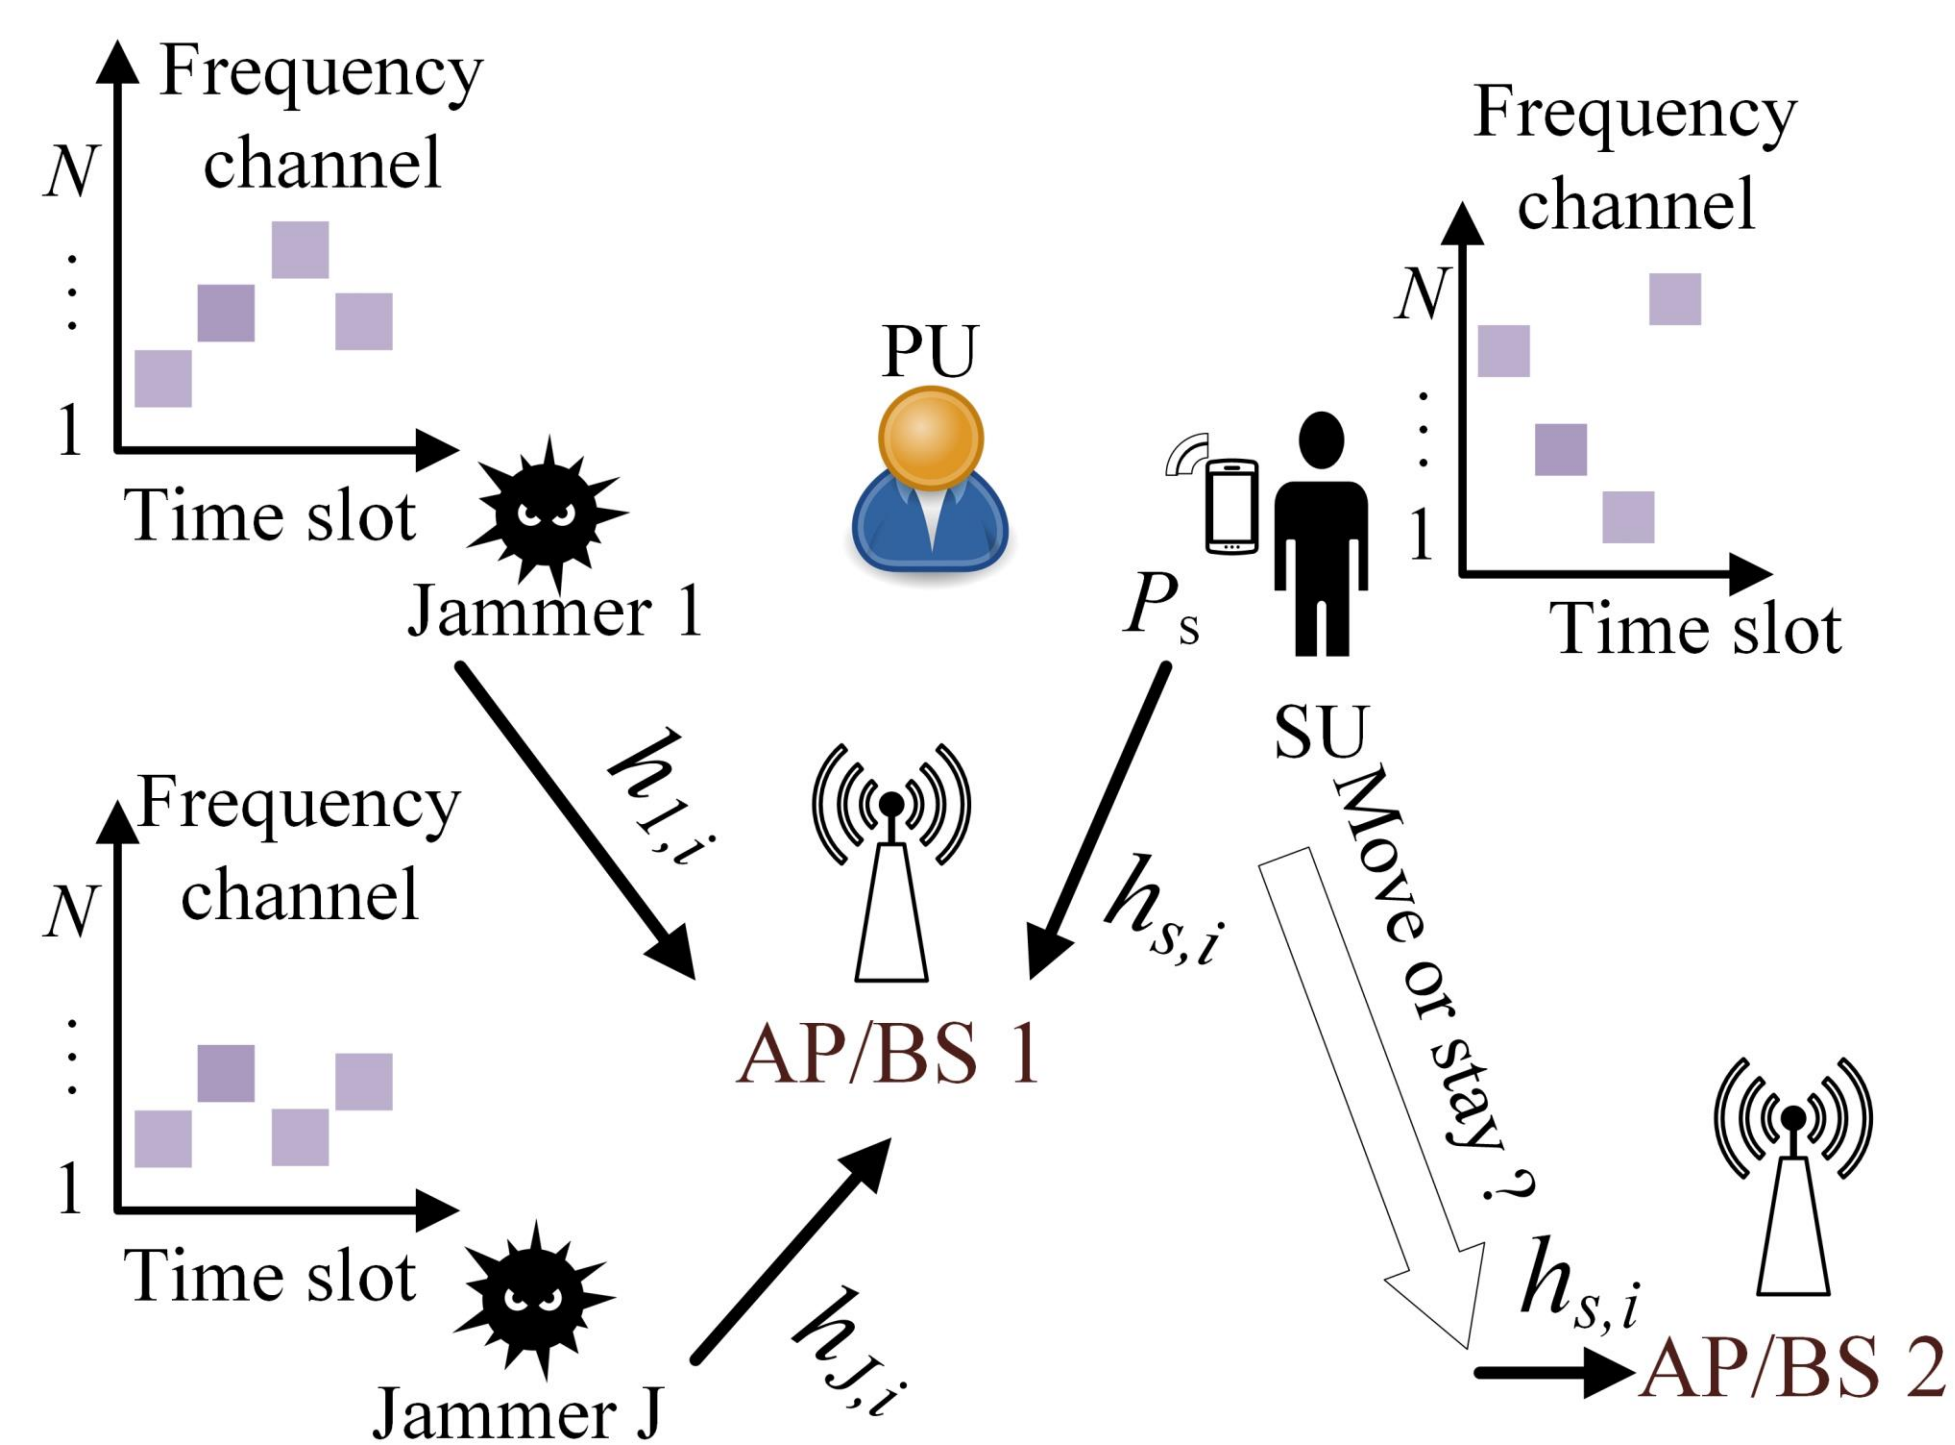 Frequency
channel
N
⋮
1
Time slot
Jammer 1
PU
Frequency
channel
N
⋮
1
Time slot
P_s
SU
h_{1,i}
h_{s,i}
Move or stay ?
AP/BS 1
Frequency
channel
N
⋮
1
Time slot
Jammer J
h_{J,i}
h_{s,i}
AP/BS 2